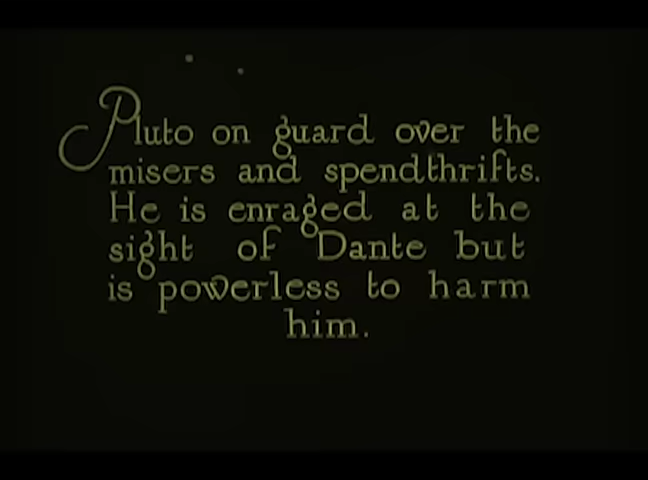 Pluto on guard over the
misers and spendthrifts.
He is enraged at the
sight of Dante but
is powerless to harm
him.